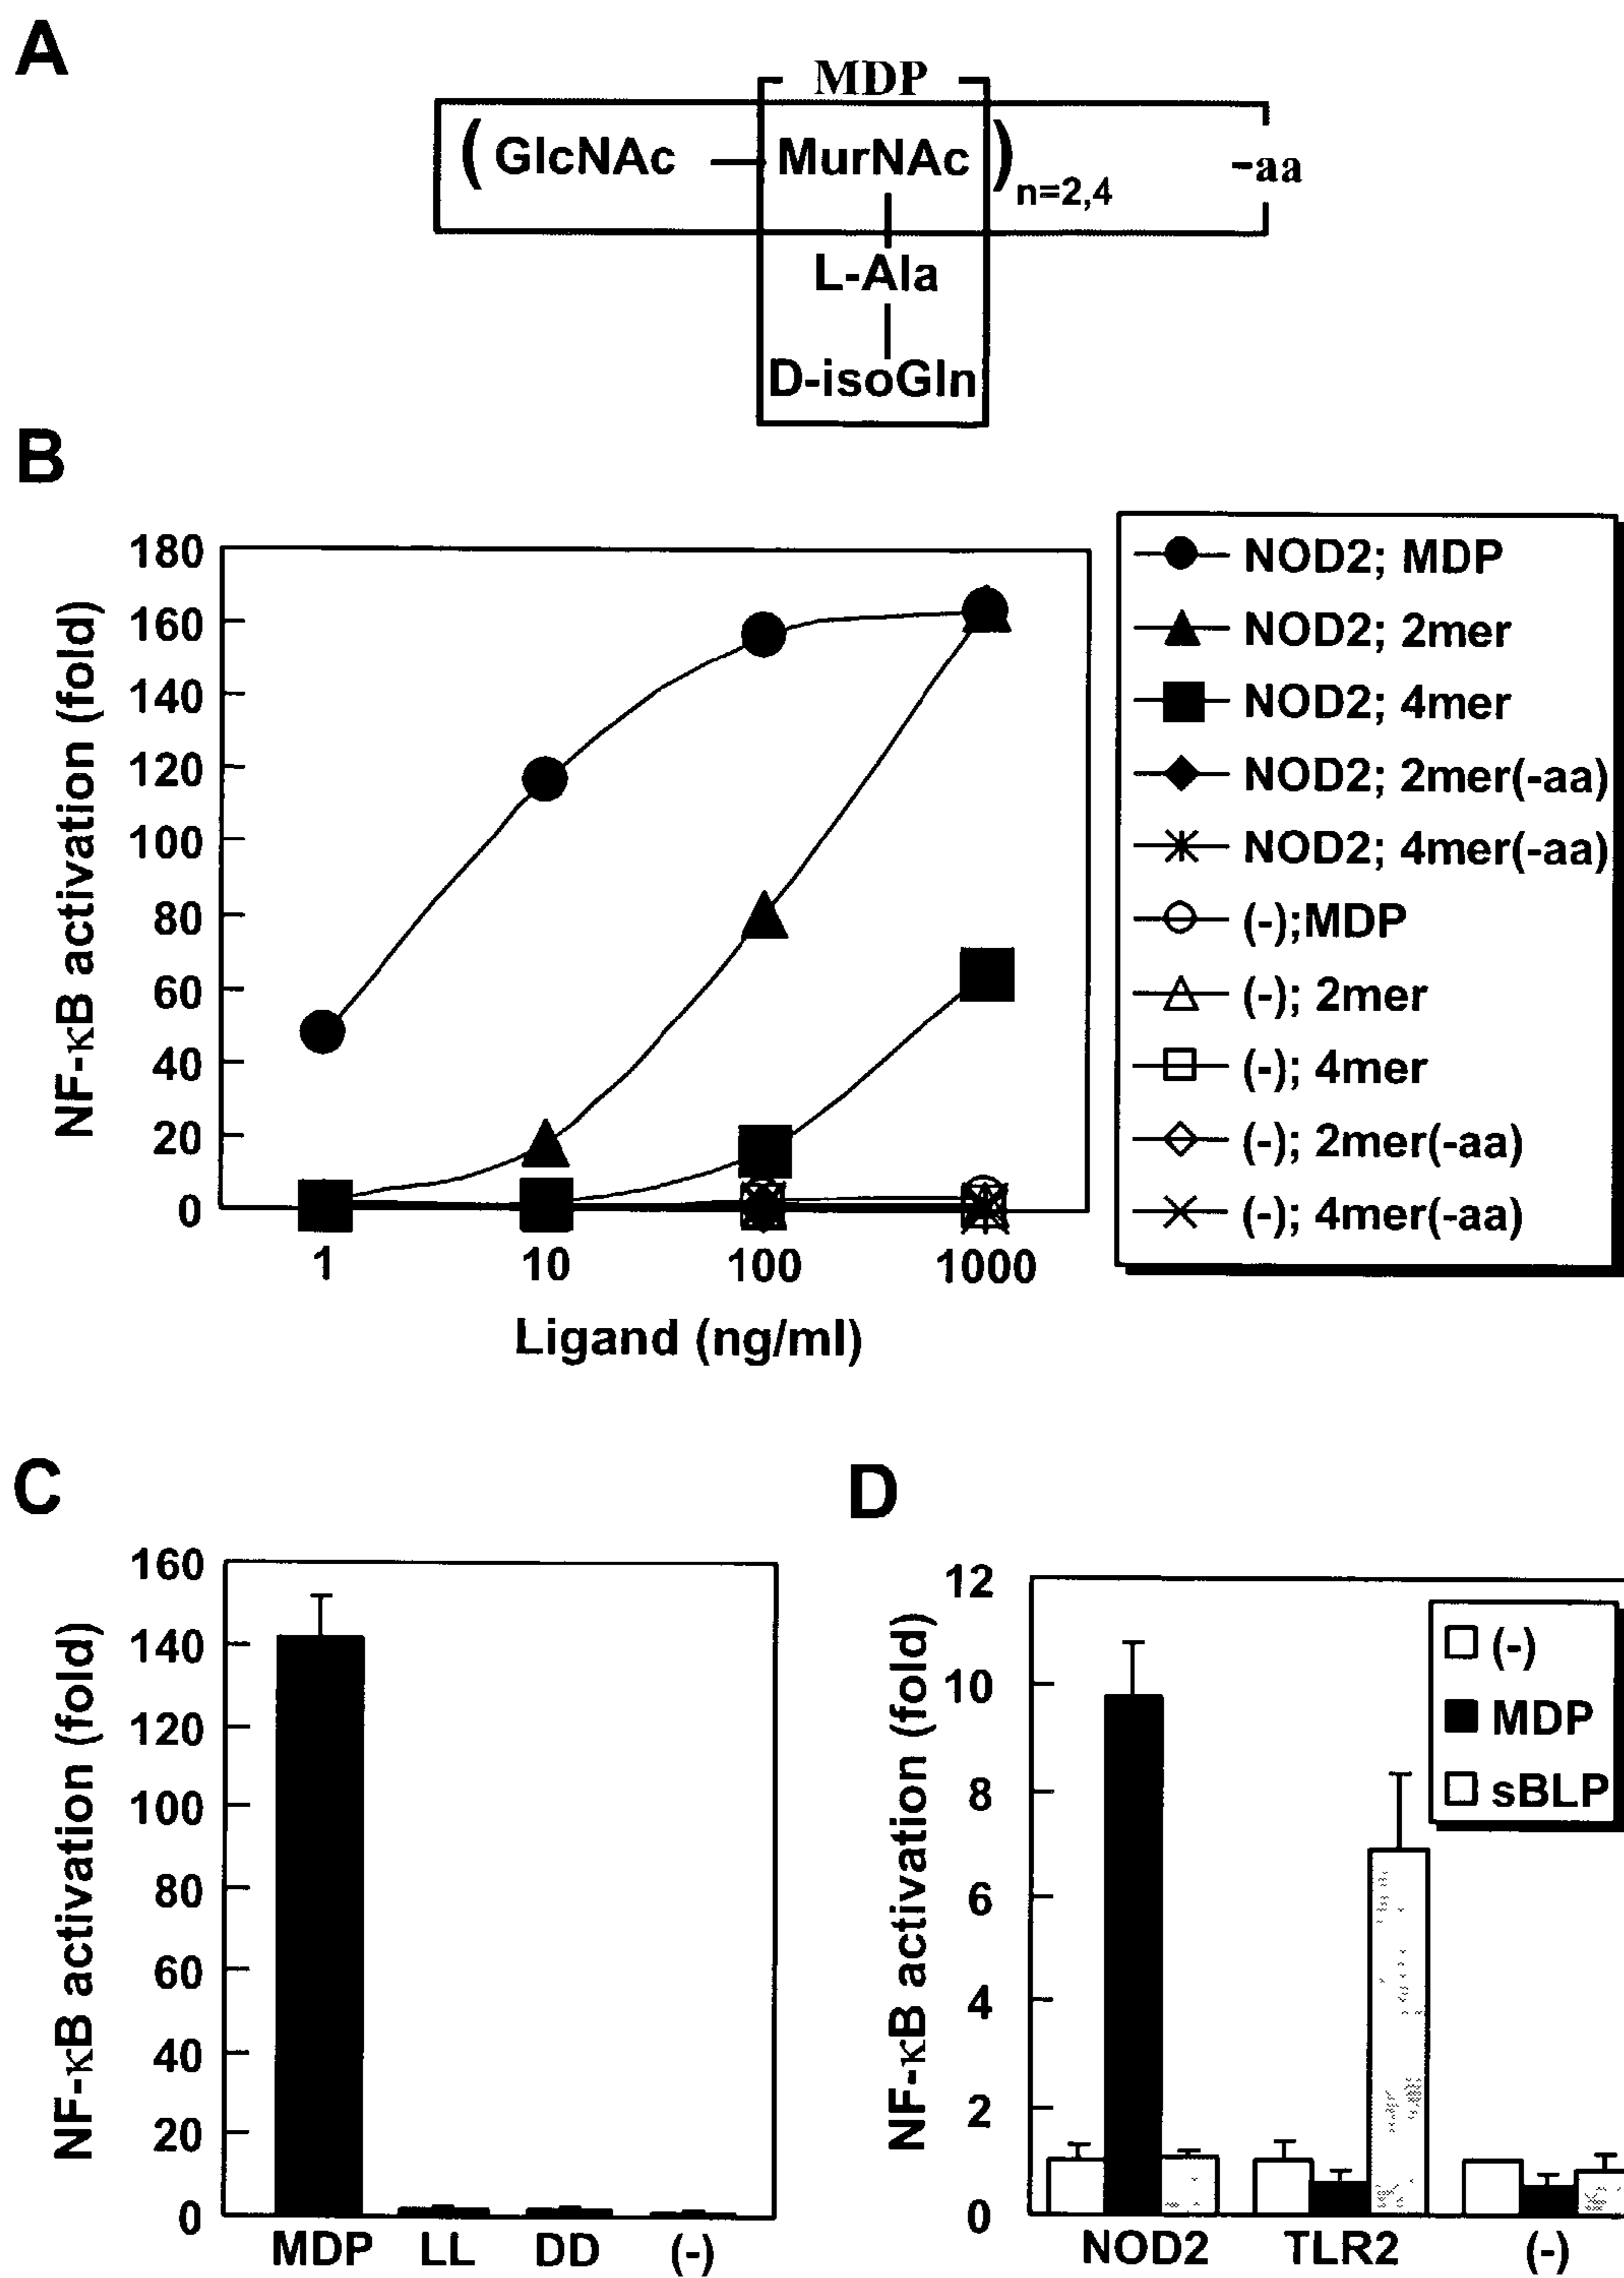 A
MDP
(GlcNAc — MurNAc) n=2,4 -aa
L-Ala
D-isoGln
B
NF-κB activation (fold)
180
160
140
120
100
80
60
40
20
0
1 10 100 1000
Ligand (ng/ml)
NOD2; MDP
NOD2; 2mer
NOD2; 4mer
NOD2; 2mer(-aa)
NOD2; 4mer(-aa)
(-);MDP
(-); 2mer
(-); 4mer
(-); 2mer(-aa)
(-); 4mer(-aa)
C
NF-κB activation (fold)
160
140
120
100
80
60
40
20
0
MDP LL DD (-)
D
NF-κB activation (fold)
12
10
8
6
4
2
0
(-)
MDP
sBLP
NOD2 TLR2 (-)